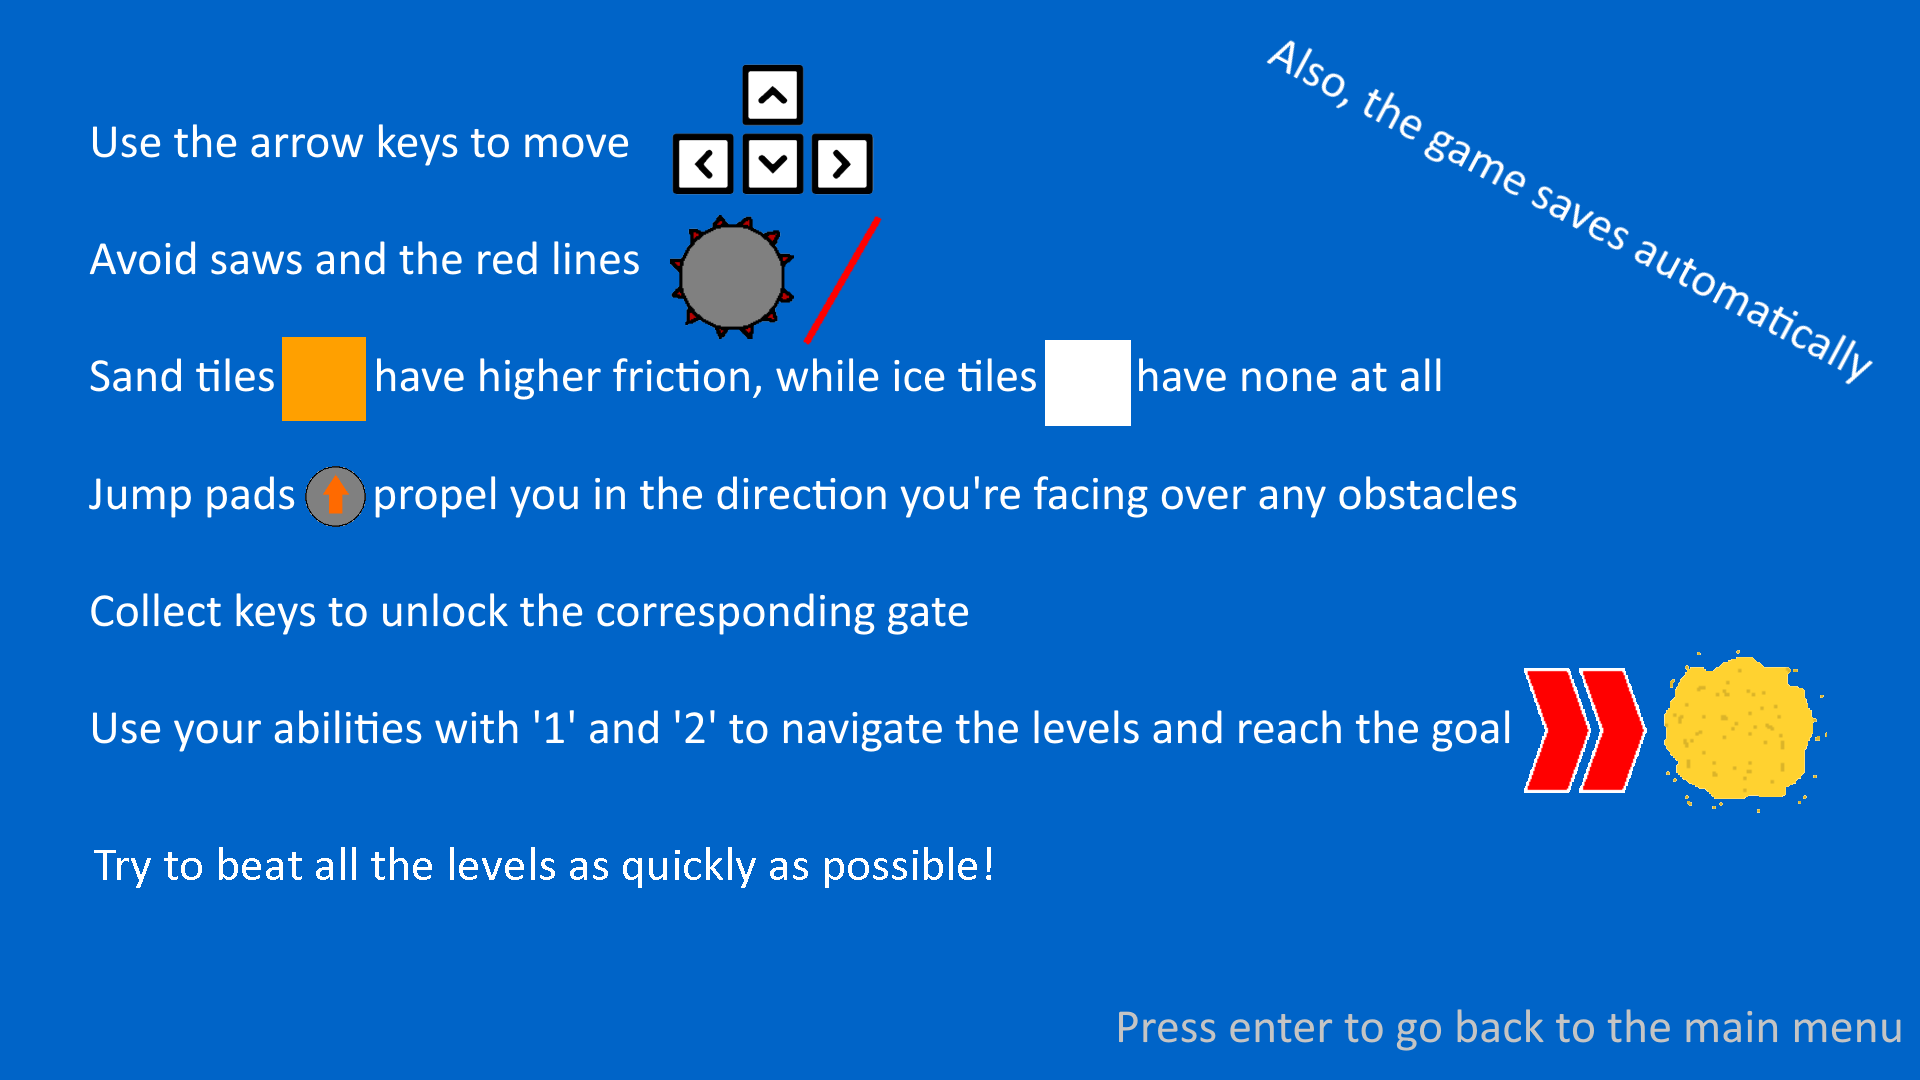 Also, the game saves automatically
Use the arrow keys to move
Avoid saws and the red lines
Sand tiles have higher friction, while ice tiles have none at all
Jump pads propel you in the direction you're facing over any obstacles
Collect keys to unlock the corresponding gate
Use your abilities with '1' and '2' to navigate the levels and reach the goal
Try to beat all the levels as quickly as possible!
Press enter to go back to the main menu